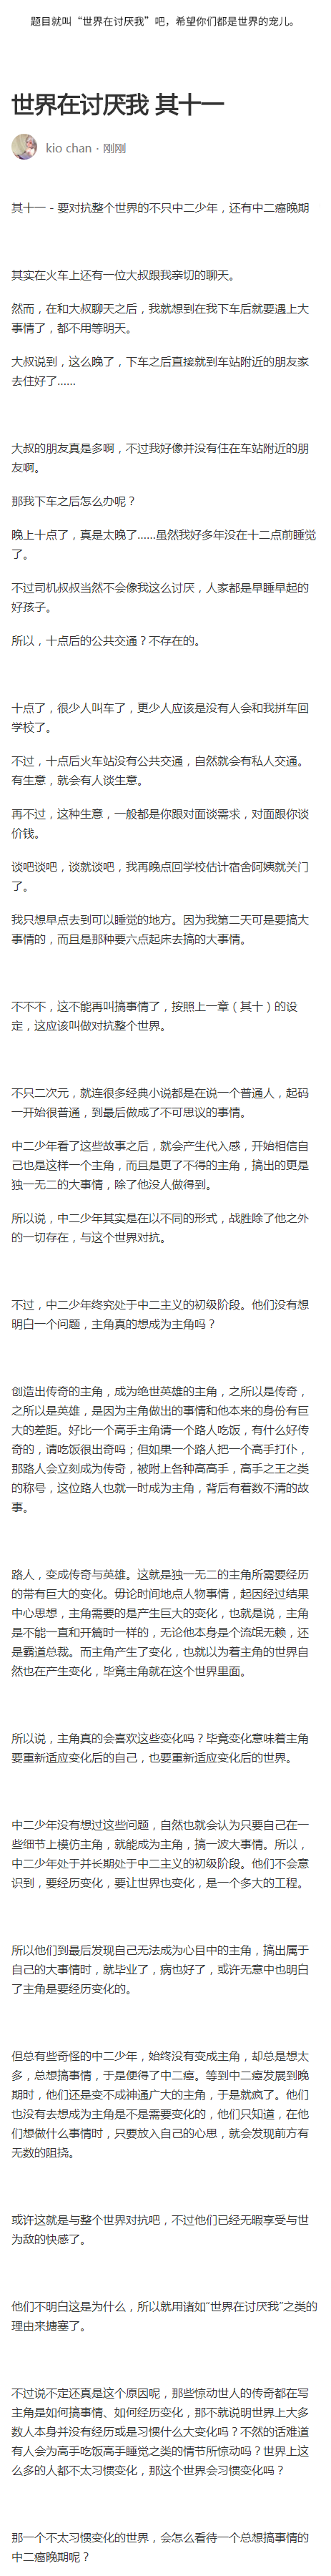 题目就叫“世界在讨厌我”吧，希望你们都是世界的宠儿。
世界在讨厌我 其十一
kio chan · 刚刚
其十一 - 要对抗整个世界的不只中二少年，还有中二癌晚期
其实在火车上还有一位大叔跟我亲切的聊天。
然而，在和大叔聊天之后，我就想到在我下车后就要遇上大
事情了，都不用等明天。
大叔说到，这么晚了，下车之后直接就到车站附近的朋友家
去住好了……
大叔的朋友真是多啊，不过我好像并没有住在车站附近的朋
友啊。
那我下车之后怎么办呢？
晚上十点了，真是太晚了……虽然我好多年没在十二点前睡觉
了。
不过司机叔叔当然不会像我这么讨厌，人家都是早睡早起的
好孩子。
所以，十点后的公共交通？不存在的。
十点了，很少人叫车了，更少人应该是没有人会和我拼车回
学校了。
不过，十点后火车站没有公共交通，自然就会有私人交通。
有生意，就会有人谈生意。
再不过，这种生意，一般都是你跟对面谈需求，对面跟你谈
价钱。
谈吧谈吧，谈就谈吧，我再晚点回学校估计宿舍阿姨就关门
了。
我只想早点去到可以睡觉的地方。因为我第二天可是要搞大
事情的，而且是那种要六点起床去搞的大事情。
不不不，这不能再叫搞事情了，按照上一章（其十）的设
定，这应该叫做对抗整个世界。
不只二次元，就连很多经典小说都是在说一个普通人，起码
一开始很普通，到最后做成了不可思议的事情。
中二少年看了这些故事之后，就会产生代入感，开始相信自
己也是这样一个主角，而且是更了不得的主角，搞出的更是
独一无二的大事情，除了他没人做得到。
所以说，中二少年其实是在以不同的形式，战胜除了他之外
的一切存在，与这个世界对抗。
不过，中二少年终究处于中二主义的初级阶段。他们没有想
明白一个问题，主角真的想成为主角吗？
创造出传奇的主角，成为绝世英雄的主角，之所以是传奇，
之所以是英雄，是因为主角做出的事情和他本来的身份有巨
大的差距。好比一个高手主角请一个路人吃饭，有什么好传
奇的，请吃饭很出奇吗；但如果一个路人把一个高手打仆，
那路人会立刻成为传奇，被附上各种高高手，高手之王之类
的称号，这位路人也就一时成为主角，背后有着数不清的故
事。
路人，变成传奇与英雄。这就是独一无二的主角所需要经历
的带有巨大的变化。毋论时间地点人物事情，起因经过结果
中心思想，主角需要的是产生巨大的变化，也就是说，主角
是不能一直和开篇时一样的，无论他本身是个流氓无赖，还
是霸道总裁。而主角产生了变化，也就以为着主角的世界自
然也在产生变化，毕竟主角就在这个世界里面。
所以说，主角真的会喜欢这些变化吗？毕竟变化意味着主角
要重新适应变化后的自己，也要重新适应变化后的世界。
中二少年没有想过这些问题，自然也就会认为只要自己在一
些细节上模仿主角，就能成为主角，搞一波大事情。所以，
中二少年处于并长期处于中二主义的初级阶段。他们不会意
识到，要经历变化，要让世界也变化，是一个多大的工程。
所以他们到最后发现自己无法成为心目中的主角，搞出属于
自己的大事情时，就毕业了，病也好了，或许无意中也明白
了主角是要经历变化的。
但总有些奇怪的中二少年，始终没有变成主角，却总是想太
多，总想搞事情，于是便得了中二癌。等到中二癌发展到晚
期时，他们还是变不成神通广大的主角，于是就疯了。他们
也没有去想成为主角是不是需要变化的，他们只知道，在他
们想做什么事情时，只要放入自己的心思，就会发现前方有
无数的阻挠。
或许这就是与整个世界对抗吧，不过他们已经无暇享受与世
为敌的快感了。
他们不明白这是为什么，所以就用诸如“世界在讨厌我”之类的
理由来搪塞了。
不过说不定还真是这个原因呢，那些惊动世人的传奇都在写
主角是如何搞事情、如何经历变化，那不就说明世界上大多
数人本身并没有经历或是习惯什么大变化吗？不然的话难道
有人会为高手吃饭高手睡觉之类的情节所惊动吗？世界上这
么多的人都不太习惯变化，那这个世界会习惯变化吗？
那一个不太习惯变化的世界，会怎么看待一个总想搞事情的
中二癌晚期呢？